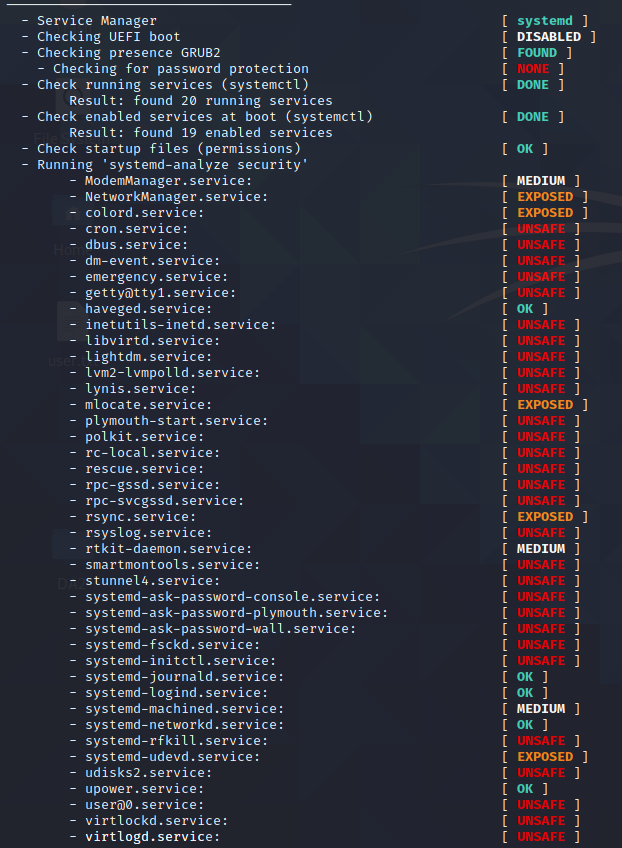 - Service Manager [ systemd ]
- Checking UEFI boot [ DISABLED ]
- Checking presence GRUB2 [ FOUND ]
- Checking for password protection [ NONE ]
- Check running services (systemctl) [ DONE ]
Result: found 20 running services
- Check enabled services at boot (systemctl) [ DONE ]
Result: found 19 enabled services
- Check startup files (permissions) [ OK ]
- Running 'systemd-analyze security'
- ModemManager.service: [ MEDIUM ]
- NetworkManager.service: [ EXPOSED ]
- colord.service: [ EXPOSED ]
- cron.service: [ UNSAFE ]
- dbus.service: [ UNSAFE ]
- dm-event.service: [ UNSAFE ]
- emergency.service: [ UNSAFE ]
- getty@tty1.service: [ UNSAFE ]
- haveged.service: [ OK ]
- inetutils-inetd.service: [ UNSAFE ]
- libvirtd.service: [ UNSAFE ]
- lightdm.service: [ UNSAFE ]
- lvm2-lvmpolld.service: [ UNSAFE ]
- lynis.service: [ UNSAFE ]
- mlocate.service: [ EXPOSED ]
- plymouth-start.service: [ UNSAFE ]
- polkit.service: [ UNSAFE ]
- rc-local.service: [ UNSAFE ]
- rescue.service: [ UNSAFE ]
- rpc-gssd.service: [ UNSAFE ]
- rpc-svcgssd.service: [ UNSAFE ]
- rsync.service: [ EXPOSED ]
- rsyslog.service: [ UNSAFE ]
- rtkit-daemon.service: [ MEDIUM ]
- smartmontools.service: [ UNSAFE ]
- stunnel4.service: [ UNSAFE ]
- systemd-ask-password-console.service: [ UNSAFE ]
- systemd-ask-password-plymouth.service: [ UNSAFE ]
- systemd-ask-password-wall.service: [ UNSAFE ]
- systemd-fsckd.service: [ UNSAFE ]
- systemd-initctl.service: [ UNSAFE ]
- systemd-journald.service: [ OK ]
- systemd-logind.service: [ OK ]
- systemd-machined.service: [ MEDIUM ]
- systemd-networkd.service: [ OK ]
- systemd-rfkill.service: [ UNSAFE ]
- systemd-udevd.service: [ EXPOSED ]
- udisks2.service: [ UNSAFE ]
- upower.service: [ OK ]
- user@0.service: [ UNSAFE ]
- virtlockd.service: [ UNSAFE ]
- virtlogd.service: [ UNSAFE ]